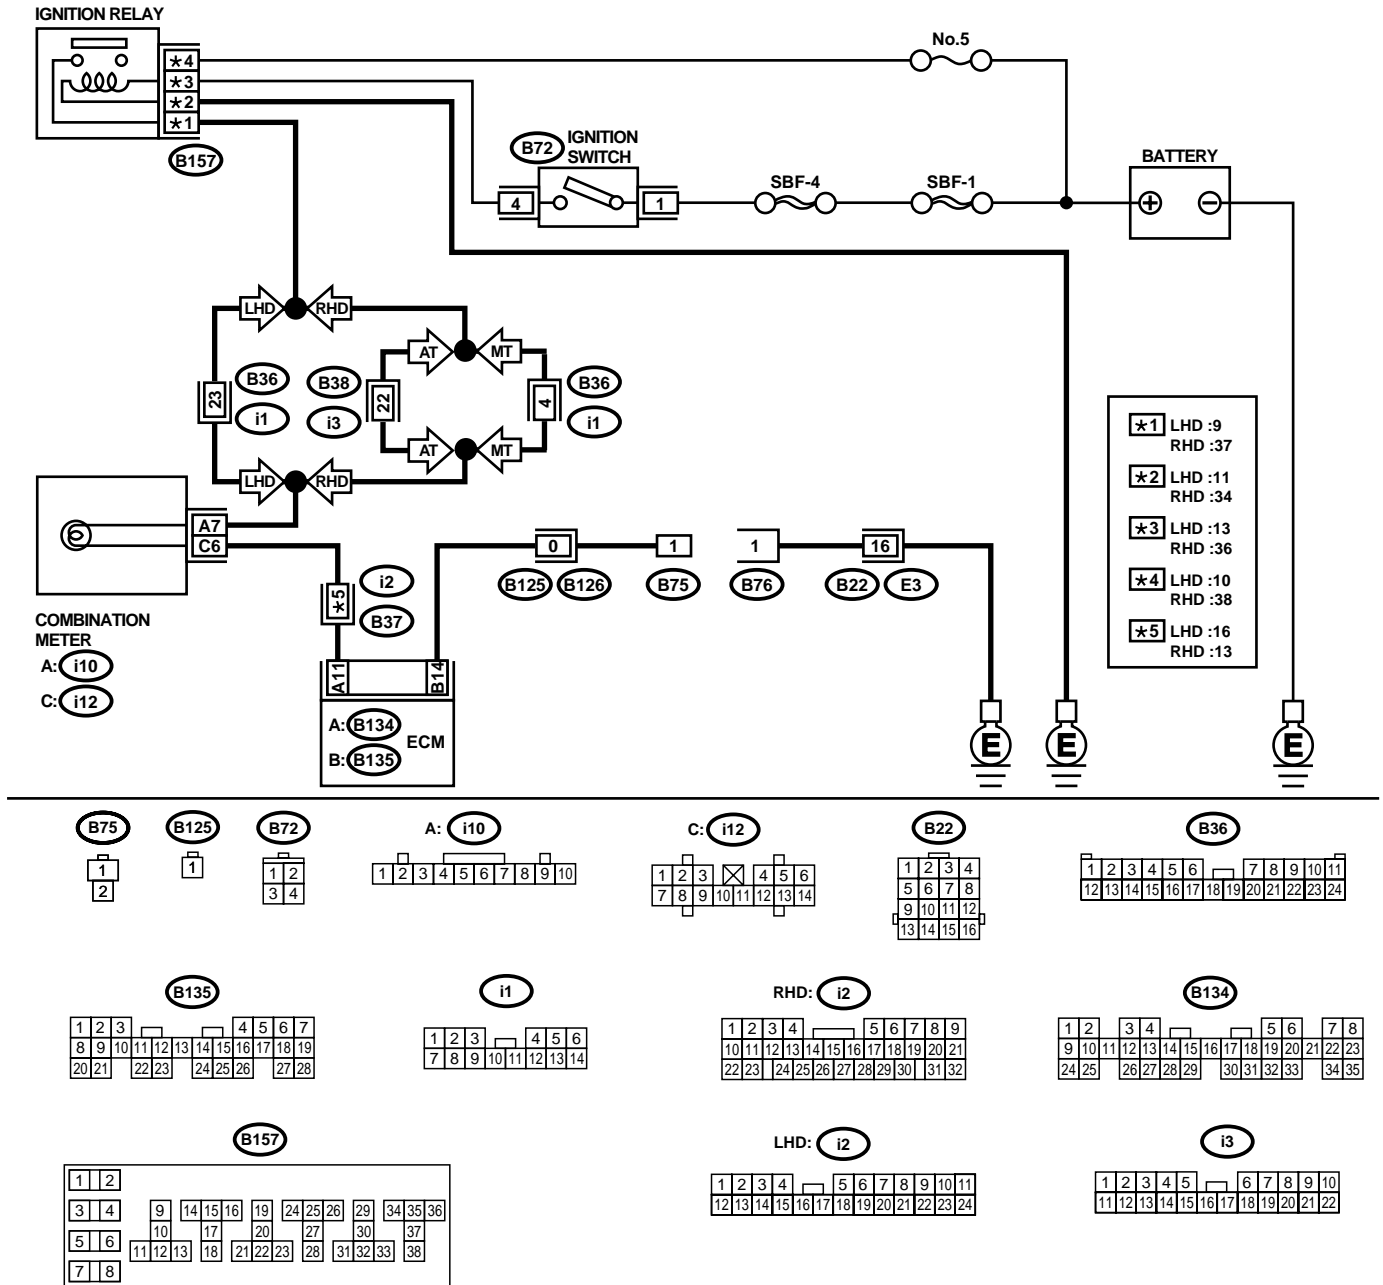 IGNITION RELAY
*4
*3
*2
*1
B157
No.5
B72
IGNITION
SWITCH
4
1
SBF-4
SBF-1
BATTERY
+
−
LHD
RHD
AT
MT
23
B36
i1
B38
i3
22
4
B36
i1
AT
MT
LHD
RHD
A7
C6
COMBINATION
METER
A: i10
C: i12
*5
i2
B37
A11
B14
A: B134
B: B135
ECM
0
B125
B126
1
B75
1
B76
16
B22
E3
*1 LHD :9
RHD :37
*2 LHD :11
RHD :34
*3 LHD :13
RHD :36
*4 LHD :10
RHD :38
*5 LHD :16
RHD :13
E
E
E
B75
1
2
B125
1
B72
1 2
3 4
A: i10
1 2 3 4 5 6 7 8 9 10
C: i12
1 2 3 4 5 6
7 8 9 10 11 12 13 14
B22
1 2 3 4
5 6 7 8
9 10 11 12
13 14 15 16
B36
1 2 3 4 5 6 7 8 9 10 11
12 13 14 15 16 17 18 19 20 21 22 23 24
B135
1 2 3 4 5 6 7
8 9 10 11 12 13 14 15 16 17 18 19
20 21 22 23 24 25 26 27 28
i1
1 2 3 4 5 6
7 8 9 10 11 12 13 14
RHD: i2
1 2 3 4 5 6 7 8 9
10 11 12 13 14 15 16 17 18 19 20 21
22 23 24 25 26 27 28 29 30 31 32
B134
1 2 3 4 5 6 7 8
9 10 11 12 13 14 15 16 17 18 19 20 21 22 23
24 25 26 27 28 29 30 31 32 33 34 35
B157
1 2
3 4
5 6
7 8
9 14 15 16 19 24 25 26 29 34 35 36
10 17 20 27 30 37
11 12 13 18 21 22 23 28 31 32 33 38
LHD: i2
1 2 3 4 5 6 7 8 9 10 11
12 13 14 15 16 17 18 19 20 21 22 23 24
i3
1 2 3 4 5 6 7 8 9 10
11 12 13 14 15 16 17 18 19 20 21 22